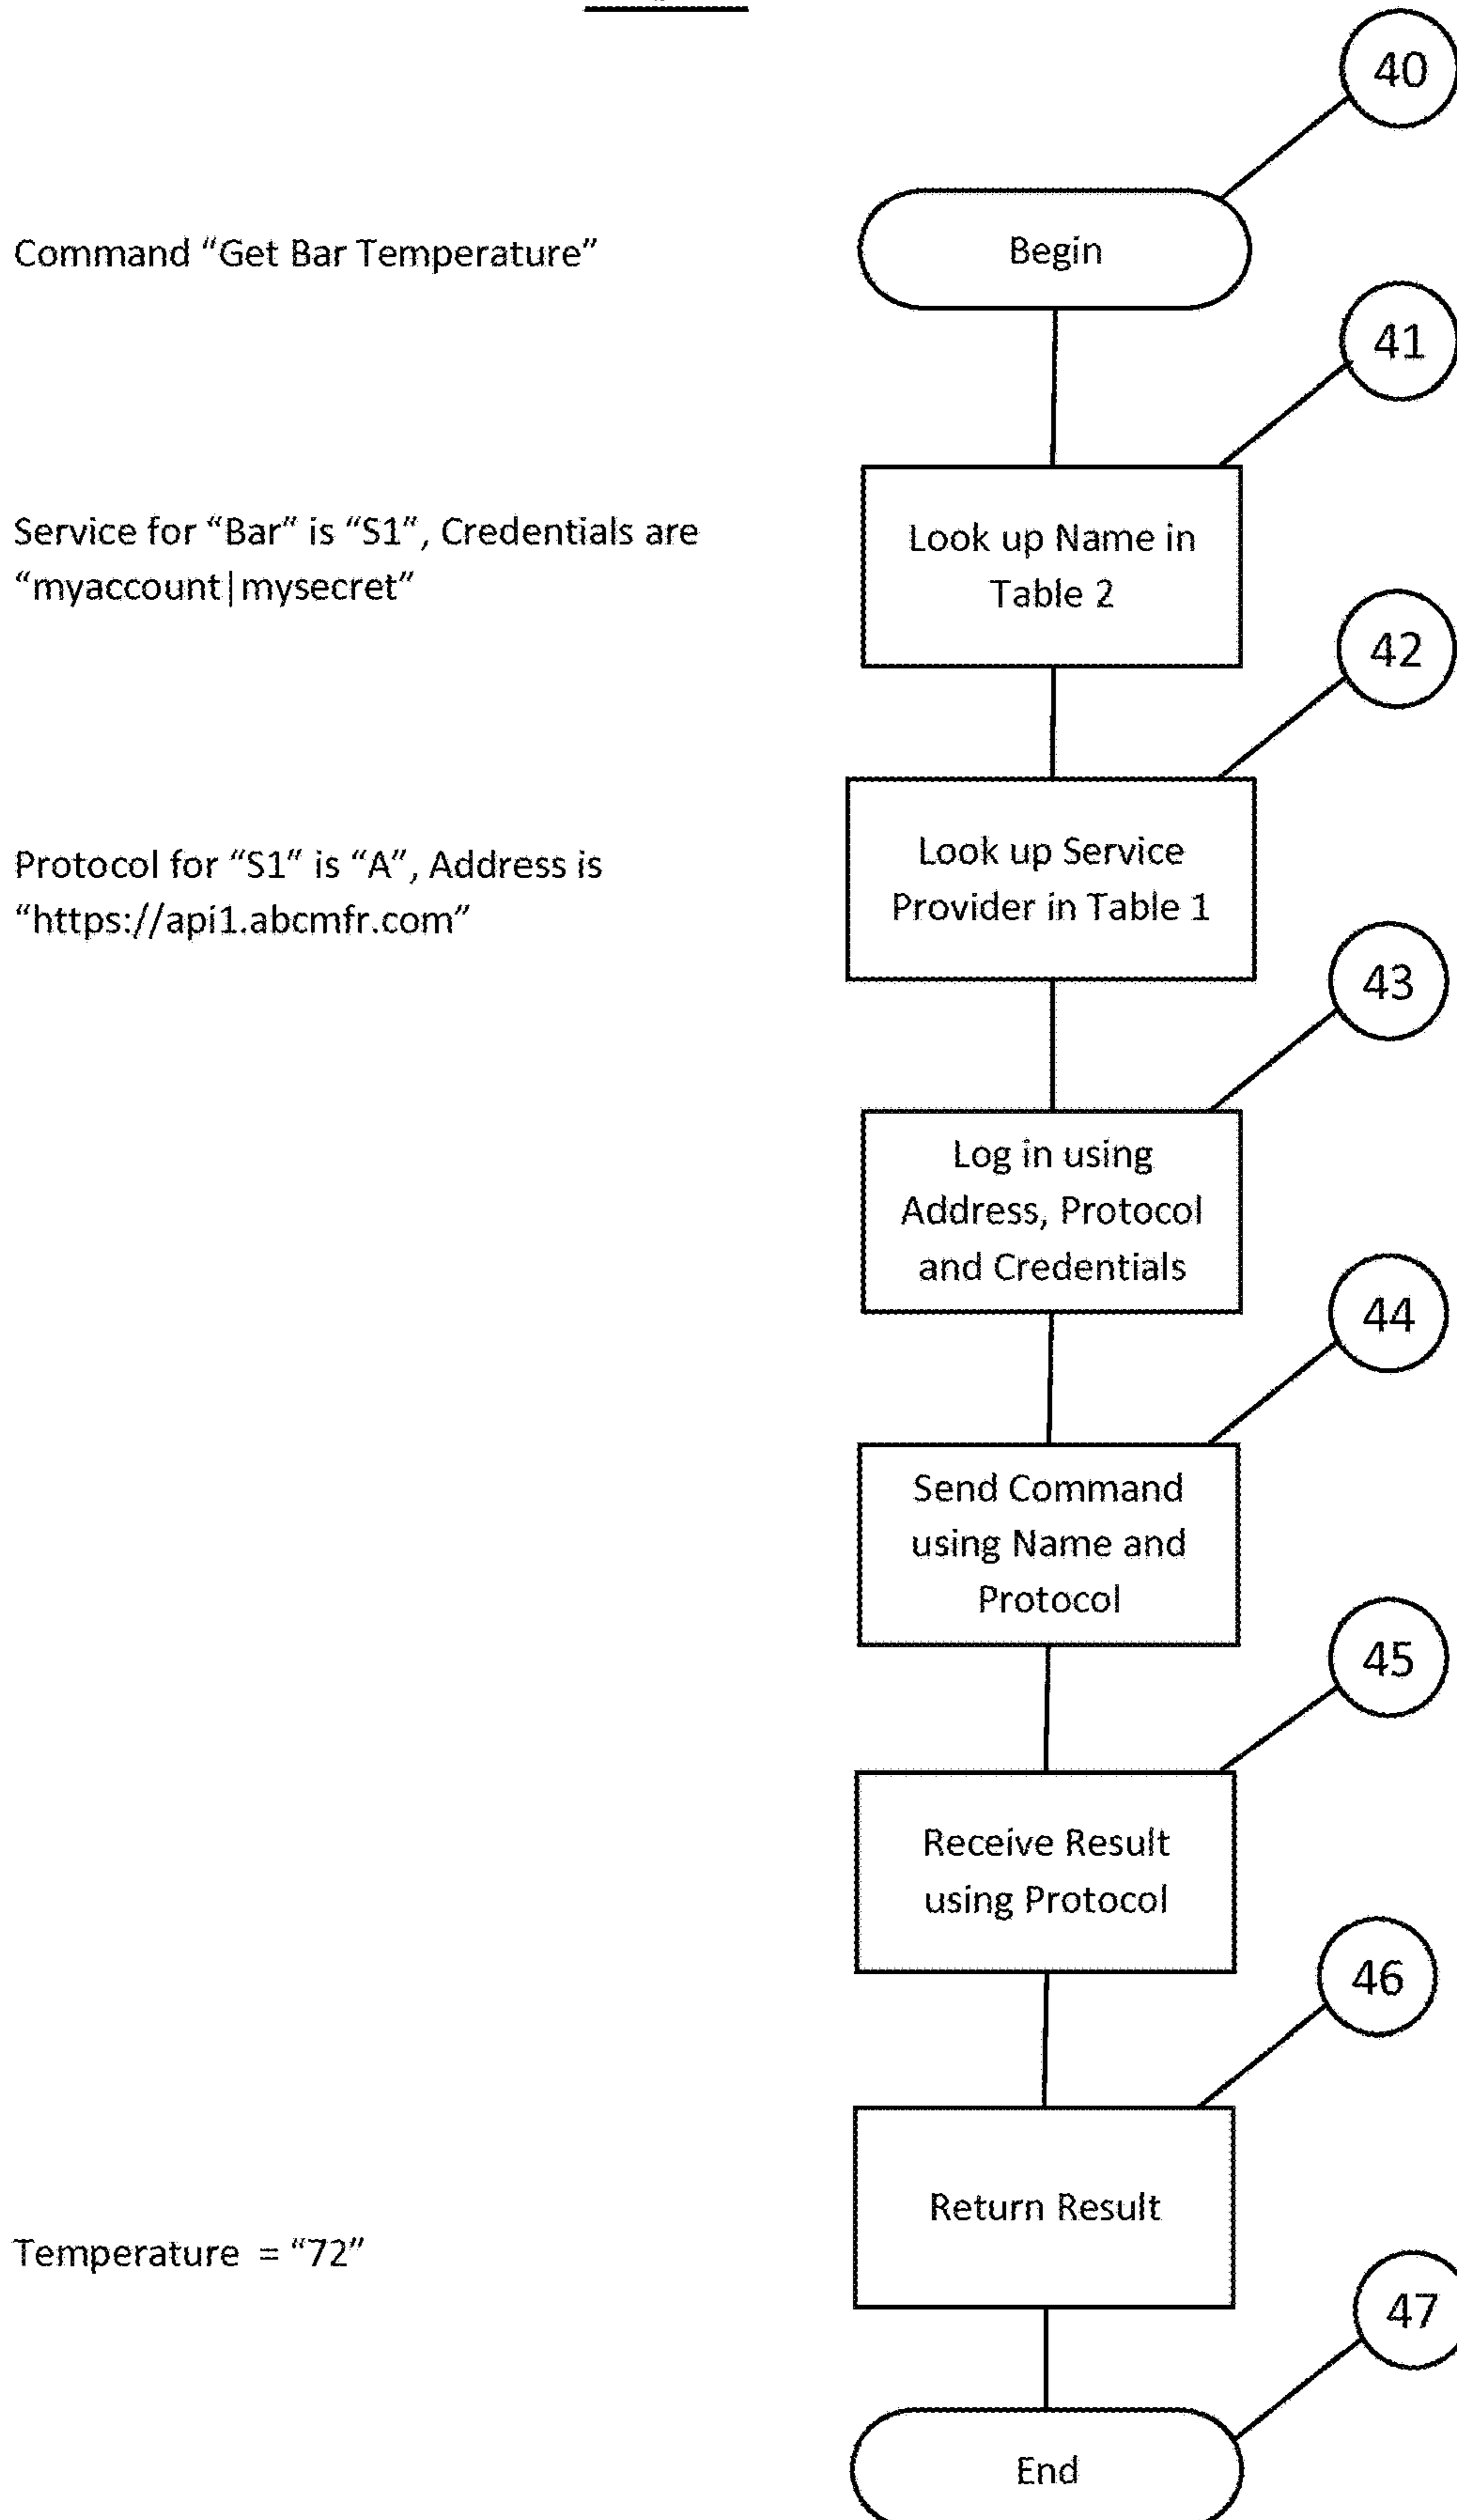 40
Command “Get Bar Temperature”
Begin
41
Service for “Bar” is “S1”, Credentials are
“myaccount|mysecret”
Look up Name in
Table 2
42
Protocol for “S1” is “A”, Address is
“https://api1.abcmfr.com”
Look up Service
Provider in Table 1
43
Log in using
Address, Protocol
and Credentials
44
Send Command
using Name and
Protocol
45
Receive Result
using Protocol
46
Return Result
Temperature = “72”
47
End